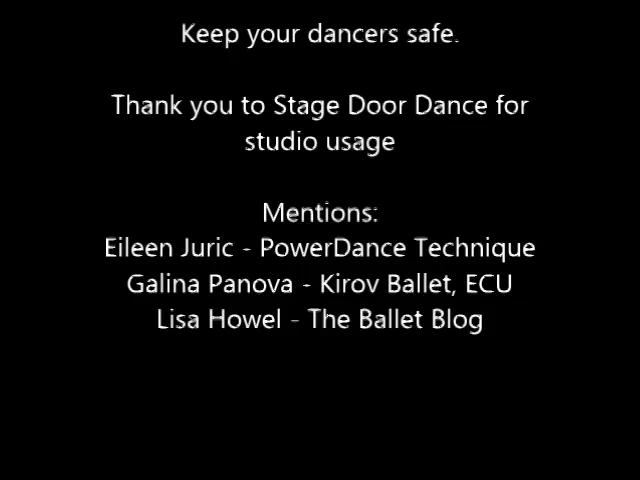 Keep your dancers safe.
Thank you to Stage Door Dance for
studio usage
Mentions:
Eileen Juric - PowerDance Technique
Galina Panova - Kirov Ballet, ECU
Lisa Howel - The Ballet Blog